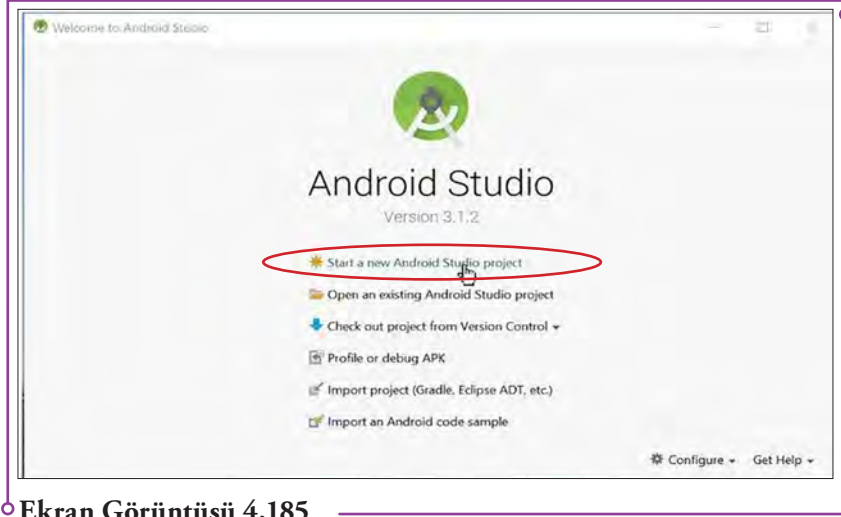 Welcome to Android Studio
Android Studio
Version 3.1.2
Start a new Android Studio project
Open an existing Android Studio project
Check out project from Version Control
Profile or debug APK
Import project (Gradle, Eclipse ADT, etc.)
Import an Android code sample
Configure Get Help
Ekran Görüntüsü 4.185